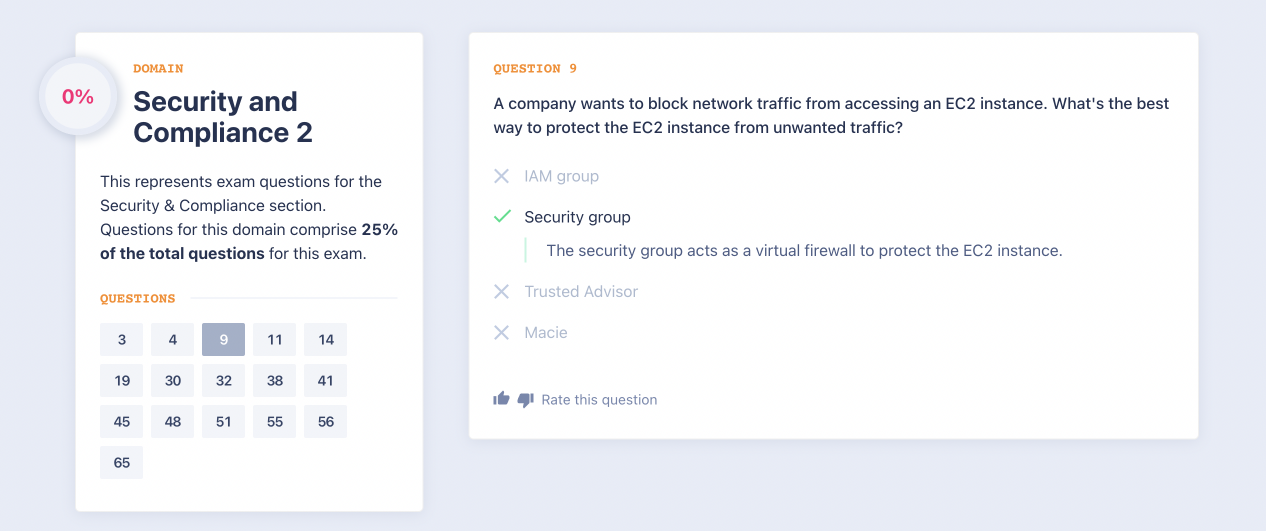 0%
DOMAIN
Security and
Compliance 2
This represents exam questions for the
Security & Compliance section.
Questions for this domain comprise 25%
of the total questions for this exam.
QUESTIONS
3 4 9 11 14
19 30 32 38 41
45 48 51 55 56
65
QUESTION 9
A company wants to block network traffic from accessing an EC2 instance. What's the best
way to protect the EC2 instance from unwanted traffic?
IAM group
Security group
The security group acts as a virtual firewall to protect the EC2 instance.
Trusted Advisor
Macie
Rate this question